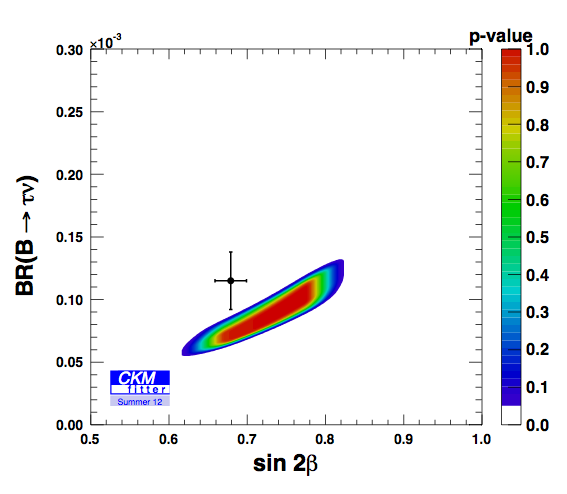 p-value
×10⁻³
0.30
0.25
0.20
0.15
0.10
0.05
0.00
BR(B → τν)
0.5 0.6 0.7 0.8 0.9 1.0
sin 2β
CKM
fitter
Summer 12
1.0
0.9
0.8
0.7
0.6
0.5
0.4
0.3
0.2
0.1
0.0